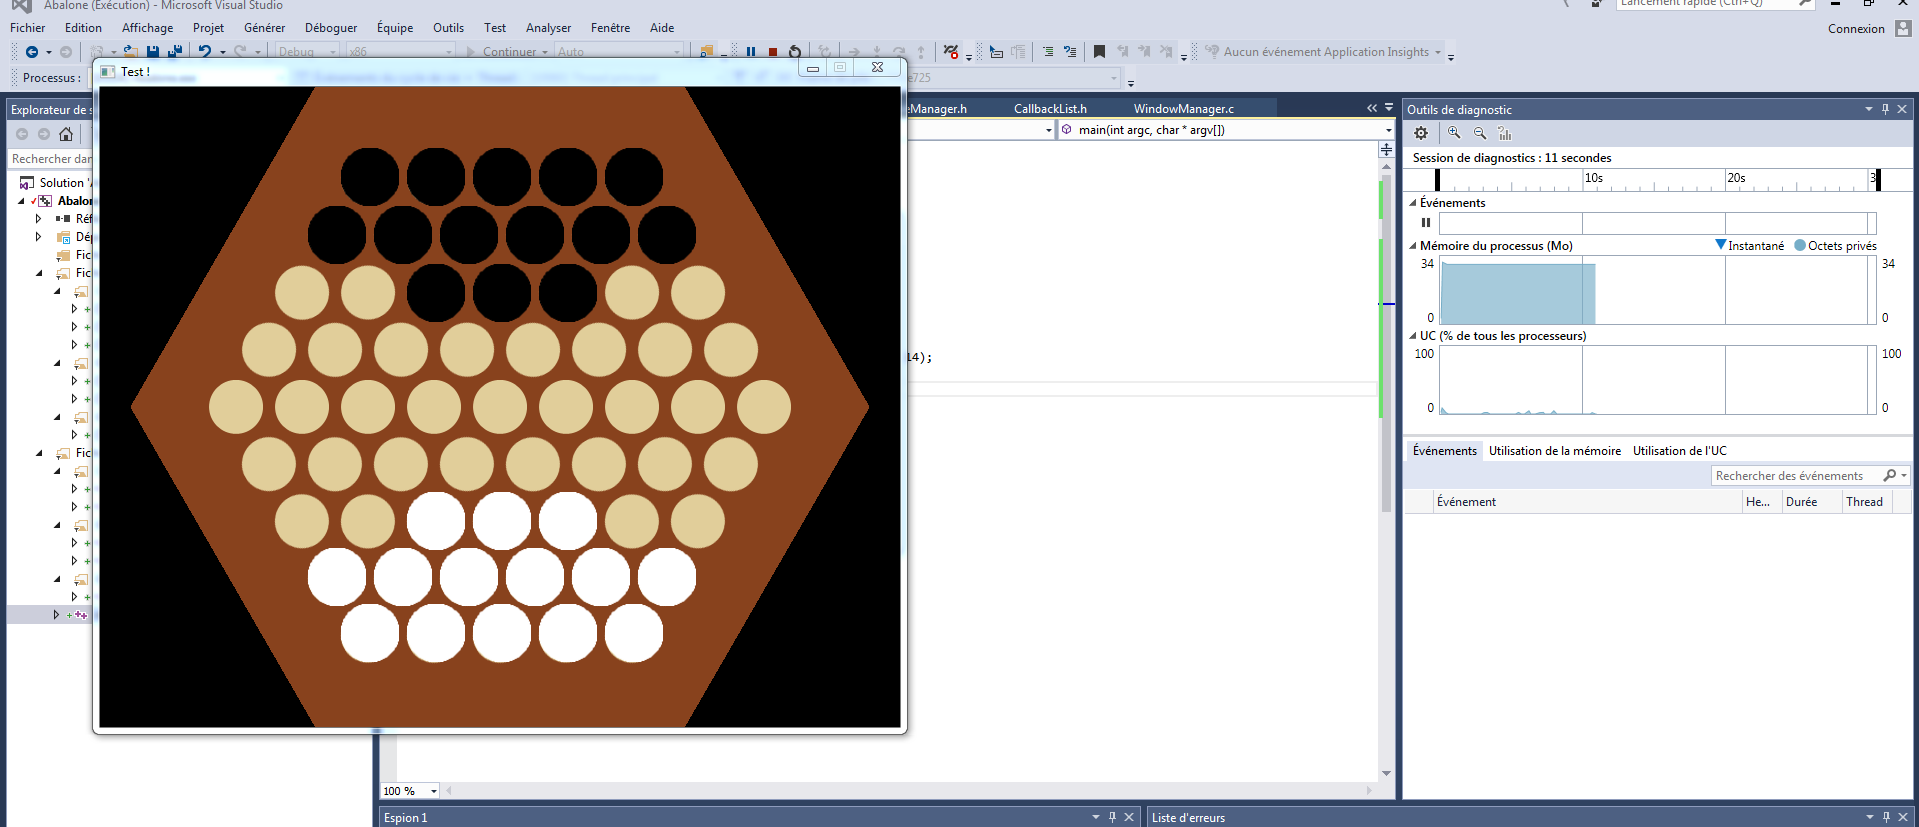 Abalone (Exécution) - Microsoft Visual Studio
Lancement rapide (Ctrl+Q)
Fichier Edition Affichage Projet Générer Déboguer Équipe Outils Test Analyser Fenêtre Aide
Connexion
Debug x86 Continuer Auto Aucun événement Application Insights
Processus :
Test !
e725
Explorateur de s
eManager.h CallbackList.h WindowManager.c
main(int argc, char * argv[])
Rechercher dan
Solution 'A
Abalon
Réf
Dép
Fic
Fic
Fic
14);
100 %
Espion 1
Liste d'erreurs
Outils de diagnostic
Session de diagnostics : 11 secondes
10s 20s 3
Événements
Mémoire du processus (Mo) Instantané Octets privés
34 34
0 0
UC (% de tous les processeurs)
100 100
0 0
Événements Utilisation de la mémoire Utilisation de l'UC
Rechercher des événements
Événement He... Durée Thread